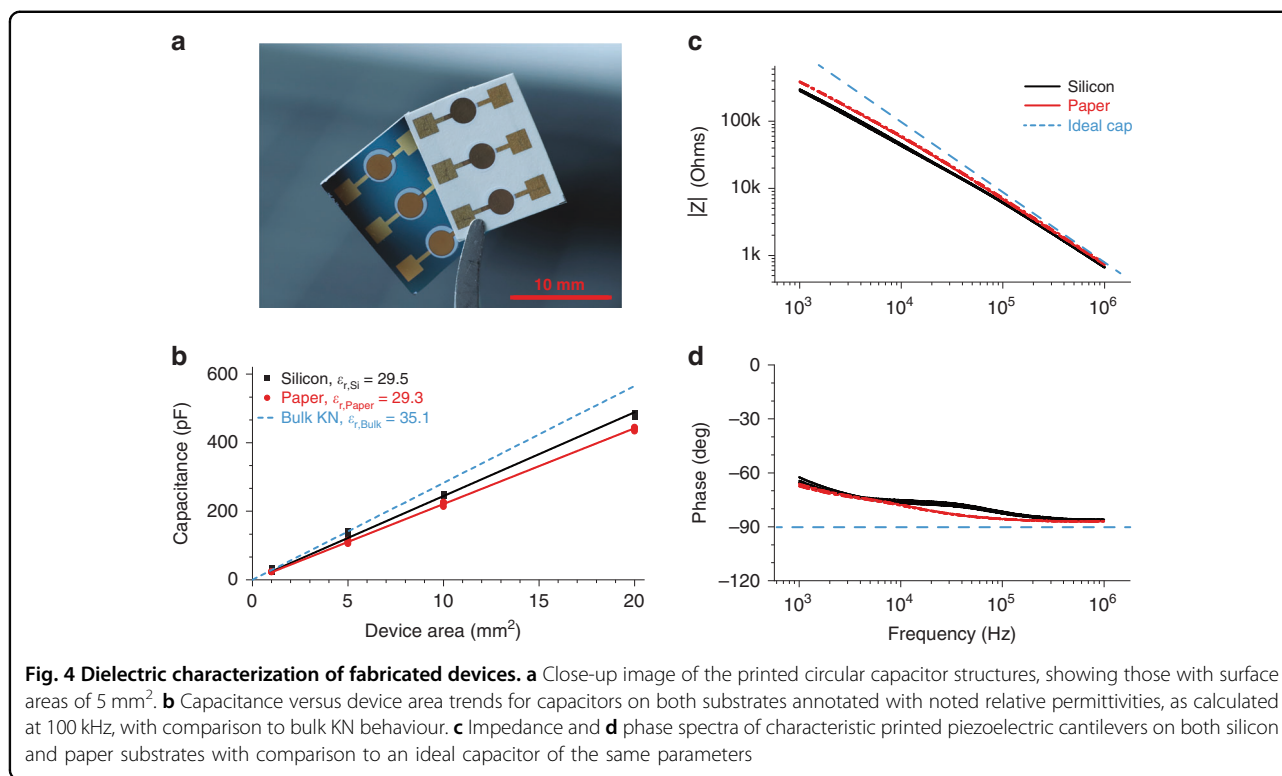 a
10 mm
b
600
400
200
0
Capacitance (pF)
Silicon, εr,Si = 29.5
Paper, εr,Paper = 29.3
Bulk KN, εr,Bulk = 35.1
0 5 10 15 20
Device area (mm²)
c
|Z| (Ohms)
100k
10k
1k
Silicon
Paper
Ideal cap
10³ 10⁴ 10⁵ 10⁶
d
Phase (deg)
0
−30
−60
−90
−120
10³ 10⁴ 10⁵ 10⁶
Frequency (Hz)
Fig. 4 Dielectric characterization of fabricated devices. a Close-up image of the printed circular capacitor structures, showing those with surface
areas of 5 mm². b Capacitance versus device area trends for capacitors on both substrates annotated with noted relative permittivities, as calculated
at 100 kHz, with comparison to bulk KN behaviour. c Impedance and d phase spectra of characteristic printed piezoelectric cantilevers on both silicon
and paper substrates with comparison to an ideal capacitor of the same parameters